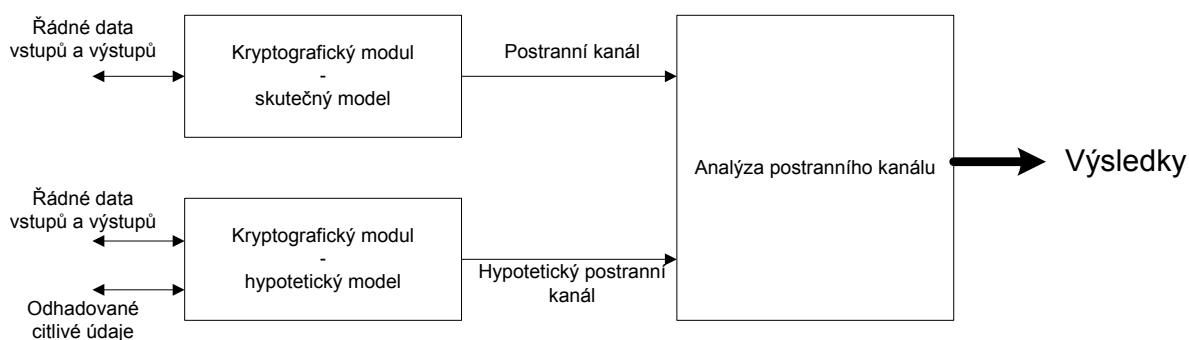 Řádné data
vstupů a výstupů
Kryptografický modul
-
skutečný model
Postranní kanál
Analýza postranního kanálu
Výsledky
Řádné data
vstupů a výstupů
Kryptografický modul
-
hypotetický model
Hypotetický postranní
kanál
Odhadované
citlivé údaje